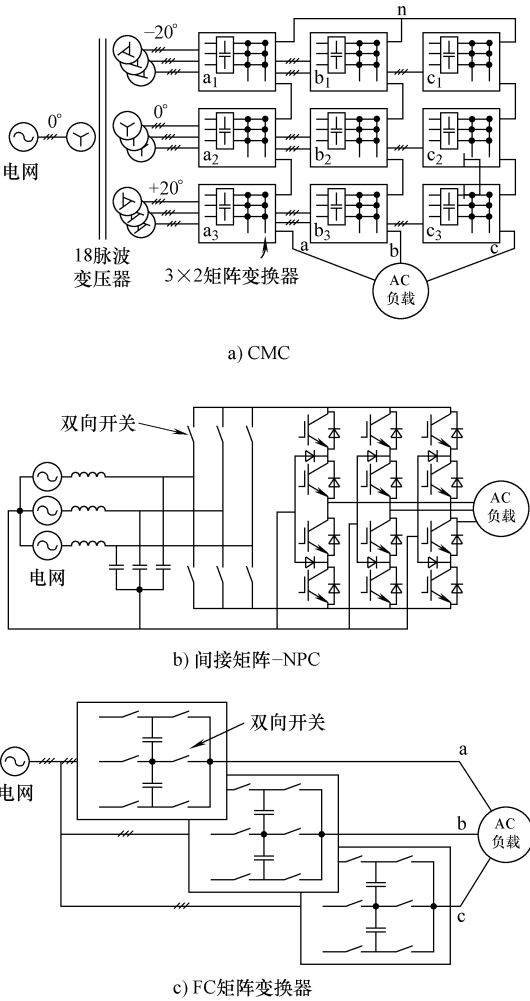 n
−20°
a1
b1
c1
0°
0°
电网
a2
b2
c2
+20°
a3
b3
c3
18脉波
变压器
3×2矩阵变换器
a
b
c
AC
负载
a) CMC
双向开关
电网
AC
负载
b) 间接矩阵−NPC
双向开关
电网
a
b
c
AC
负载
c) FC矩阵变换器